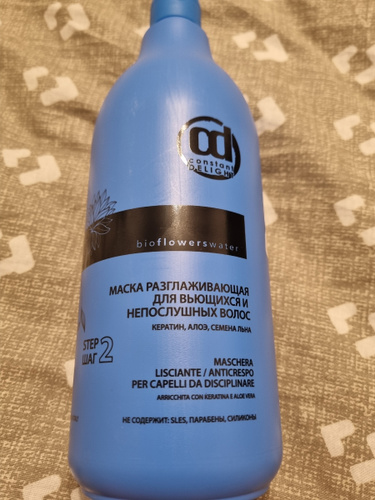 cd
constant
DELIGHT
bioflowerswater
МАСКА РАЗГЛАЖИВАЮЩАЯ
ДЛЯ ВЬЮЩИХСЯ И
НЕПОСЛУШНЫХ ВОЛОС
КЕРАТИН, АЛОЭ, СЕМЕНА ЛЬНА
STEP
ШАГ 2
MASCHERA
LISCIANTE / ANTICRESPO
PER CAPELLI DA DISCIPLINARE
ARRICCHITA CON KERATINA E ALOE VERA
НЕ СОДЕРЖИТ: SLES, ПАРАБЕНЫ, СИЛИКОНЫ